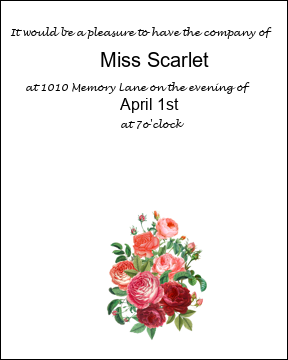 It would be a pleasure to have the company of
Miss Scarlet
at 1010 Memory Lane on the evening of
April 1st
at 7o'clock